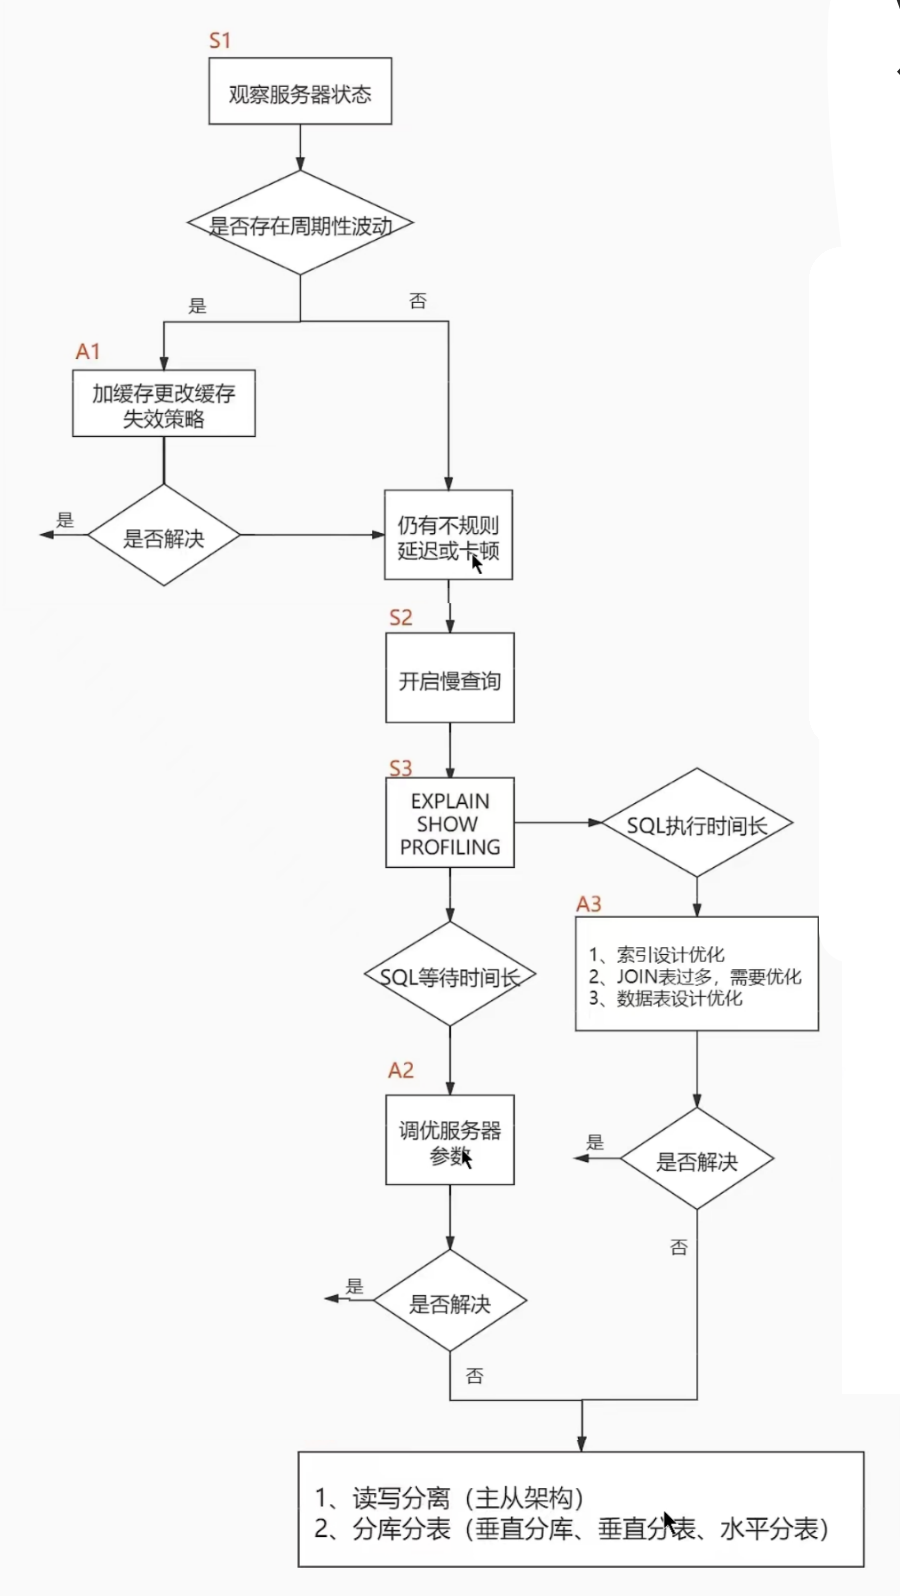 S1
观察服务器状态
是否存在周期性波动
是
否
A1
加缓存更改缓存
失效策略
是
是否解决
仍有不规则
延迟或卡顿
S2
开启慢查询
S3
EXPLAIN
SHOW
PROFILING
SQL执行时间长
A3
1、索引设计优化
2、JOIN表过多，需要优化
3、数据表设计优化
SQL等待时间长
A2
调优服务器
参数
是
是否解决
否
是
是否解决
否
1、读写分离（主从架构）
2、分库分表（垂直分库、垂直分表、水平分表）